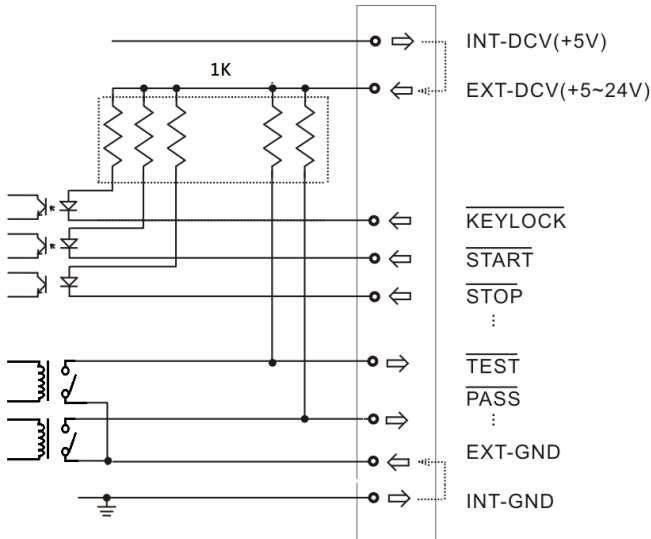 INT-DCV(+5V)
1K
EXT-DCV(+5~24V)
KEYLOCK
START
STOP
⋮
TEST
PASS
⋮
EXT-GND
INT-GND